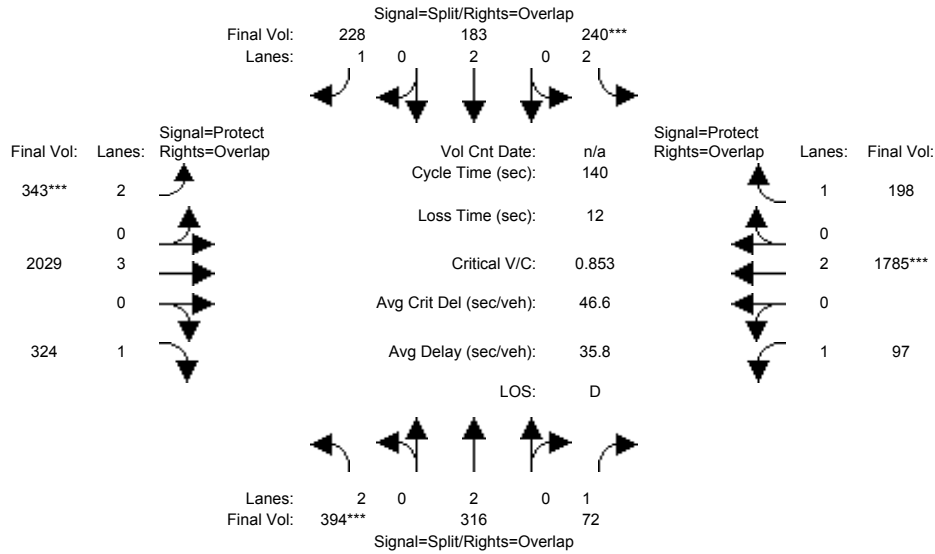 Signal=Split/Rights=Overlap
Final Vol: 228 183 240***
Lanes: 1 0 2 0 2
Signal=Protect
Final Vol: Lanes: Rights=Overlap
Vol Cnt Date: n/a
Signal=Protect
Rights=Overlap Lanes: Final Vol:
Cycle Time (sec): 140
343*** 2
1 198
Loss Time (sec): 12
0
0
2029 3
Critical V/C: 0.853
2 1785***
0
Avg Crit Del (sec/veh): 46.6
0
324 1
Avg Delay (sec/veh): 35.8
1 97
LOS: D
Lanes: 2 0 2 0 1
Final Vol: 394*** 316 72
Signal=Split/Rights=Overlap